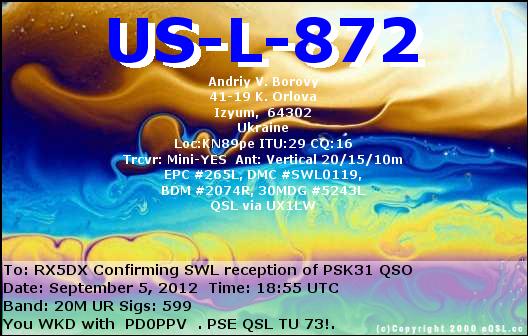 US-L-872
Andriy V. Borovy
41-19 K. Orlova
Izyum, 64302
Ukraine
Loc:KN89pe ITU:29 CQ:16
Trcvr: Mini-YES Ant: Vertical 20/15/10m
EPC #265L, DMC #SWL0119,
BDM #2074R, 30MDG #5243L
QSL via UX1LW
To: RX5DX Confirming SWL reception of PSK31 QSO
Date: September 5, 2012 Time: 18:55 UTC
Band: 20M UR Sigs: 599
You WKD with PD0PPV . PSE QSL TU 73!.
(c)Copyright 2000 eQSL.cc